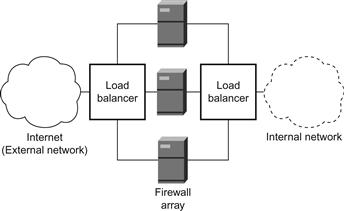 Load
balancer
Load
balancer
Internet
(External network)
Internal network
Firewall
array